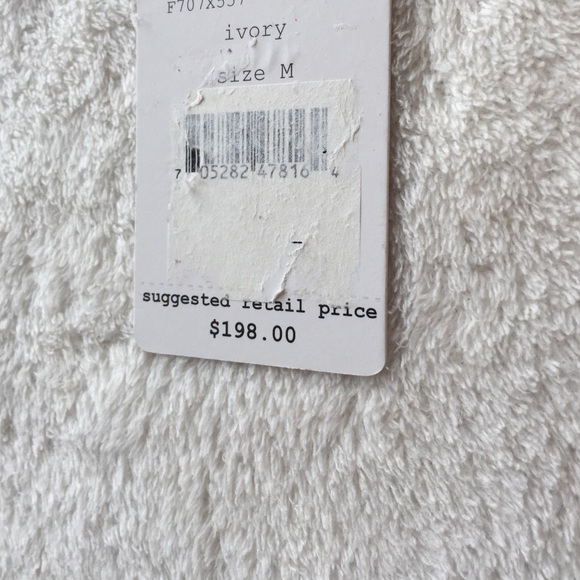 ivory
size M
7 05282 47816 4
suggested retail price
$198.00